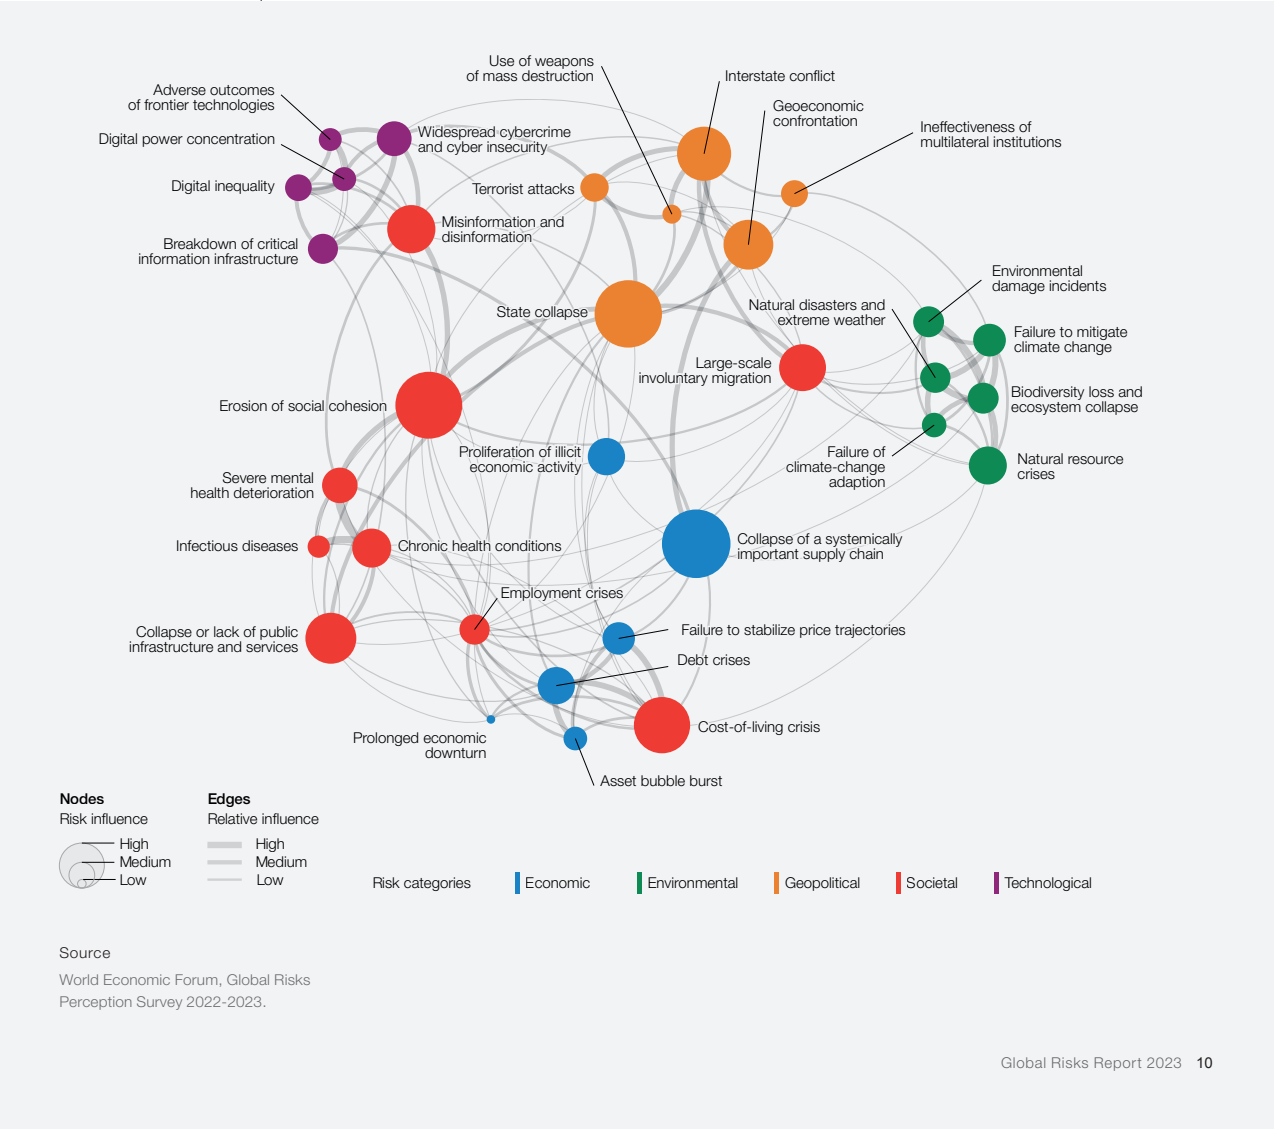 Use of weapons
of mass destruction
Interstate conflict
Adverse outcomes
of frontier technologies
Geoeconomic
confrontation
Ineffectiveness of
multilateral institutions
Digital power concentration
Widespread cybercrime
and cyber insecurity
Digital inequality
Terrorist attacks
Misinformation and
disinformation
Breakdown of critical
information infrastructure
Environmental
damage incidents
Natural disasters and
extreme weather
State collapse
Failure to mitigate
climate change
Large-scale
involuntary migration
Biodiversity loss and
ecosystem collapse
Erosion of social cohesion
Proliferation of illicit
economic activity
Failure of
climate-change
adaption
Natural resource
crises
Severe mental
health deterioration
Infectious diseases
Chronic health conditions
Collapse of a systemically
important supply chain
Employment crises
Collapse or lack of public
infrastructure and services
Failure to stabilize price trajectories
Debt crises
Cost-of-living crisis
Prolonged economic
downturn
Asset bubble burst
Nodes
Risk influence
High
Medium
Low
Edges
Relative influence
High
Medium
Low
Risk categories
Economic
Environmental
Geopolitical
Societal
Technological
Source
World Economic Forum, Global Risks
Perception Survey 2022-2023.
Global Risks Report 2023 10